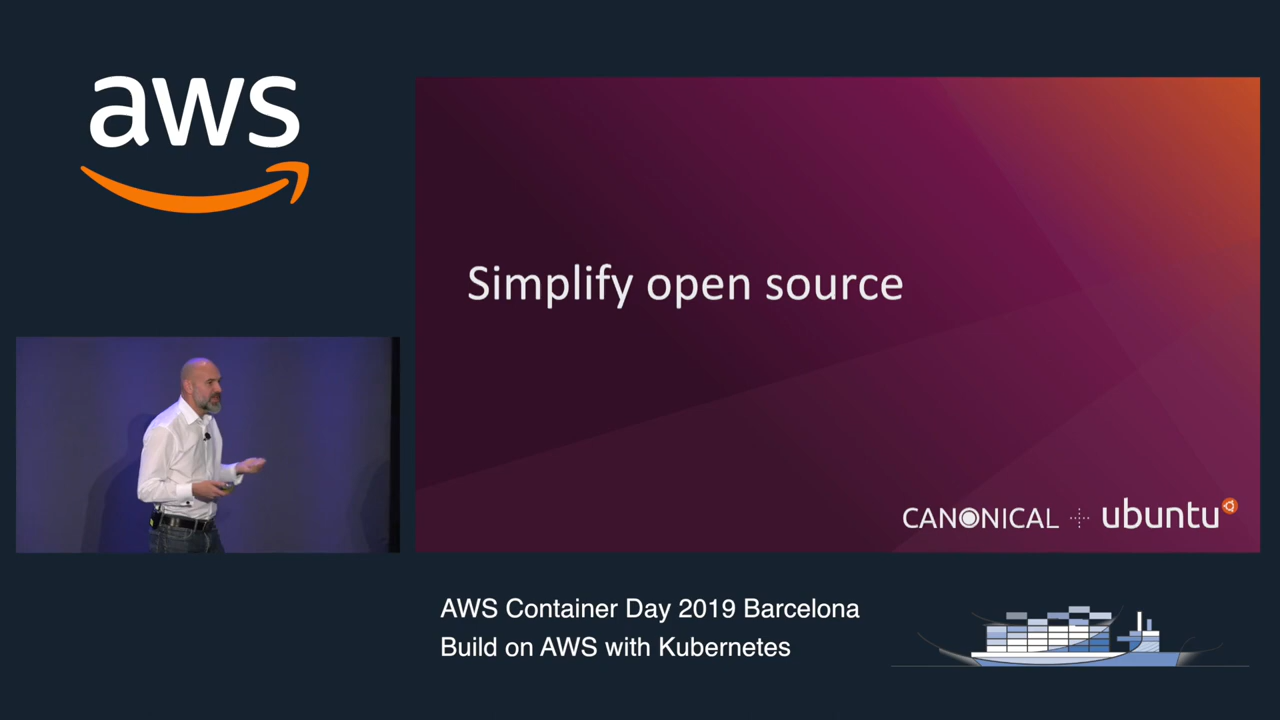 aws
Simplify open source
CANONICAL ubuntu
AWS Container Day 2019 Barcelona
Build on AWS with Kubernetes